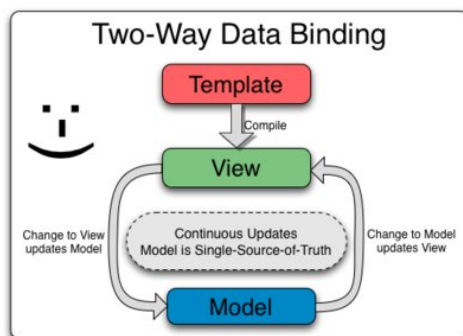 Two-Way Data Binding
Template
Compile
View
Change to View
updates Model
Continuous Updates
Model is Single-Source-of-Truth
Change to Model
updates View
Model